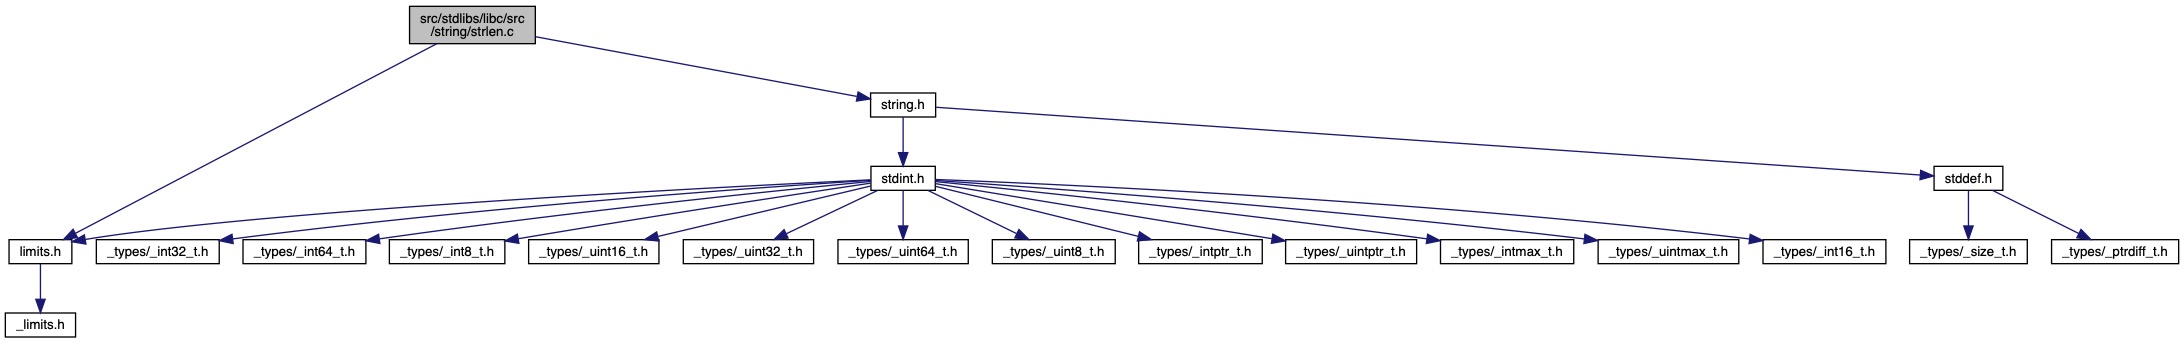 src/stdlibs/libc/src
/string/strlen.c
string.h
stdint.h
stddef.h
limits.h
_types/_int32_t.h
_types/_int64_t.h
_types/_int8_t.h
_types/_uint16_t.h
_types/_uint32_t.h
_types/_uint64_t.h
_types/_uint8_t.h
_types/_intptr_t.h
_types/_uintptr_t.h
_types/_intmax_t.h
_types/_uintmax_t.h
_types/_int16_t.h
_types/_size_t.h
_types/_ptrdiff_t.h
_limits.h